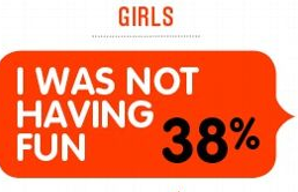 GIRLS
I WAS NOT
HAVING
FUN 38%